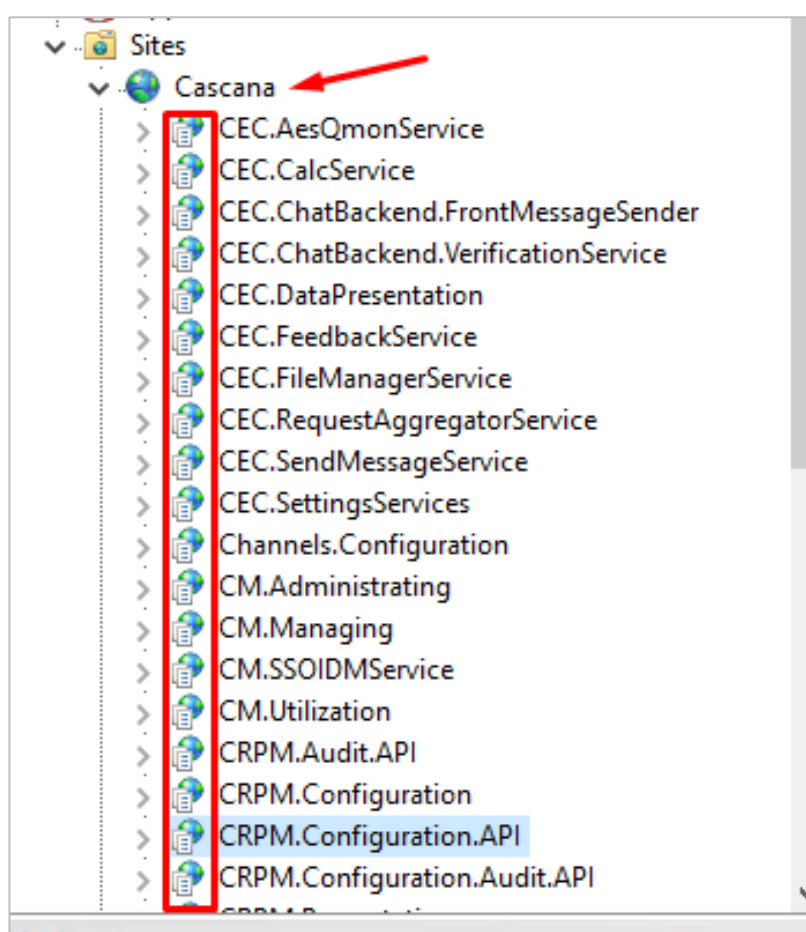 Sites
Cascana
CEC.AesQmonService
CEC.CalcService
CEC.ChatBackend.FrontMessageSender
CEC.ChatBackend.VerificationService
CEC.DataPresentation
CEC.FeedbackService
CEC.FileManagerService
CEC.RequestAggregatorService
CEC.SendMessageService
CEC.SettingsServices
Channels.Configuration
CM.Administrating
CM.Managing
CM.SSOIDMService
CM.Utilization
CRPM.Audit.API
CRPM.Configuration
CRPM.Configuration.API
CRPM.Configuration.Audit.API